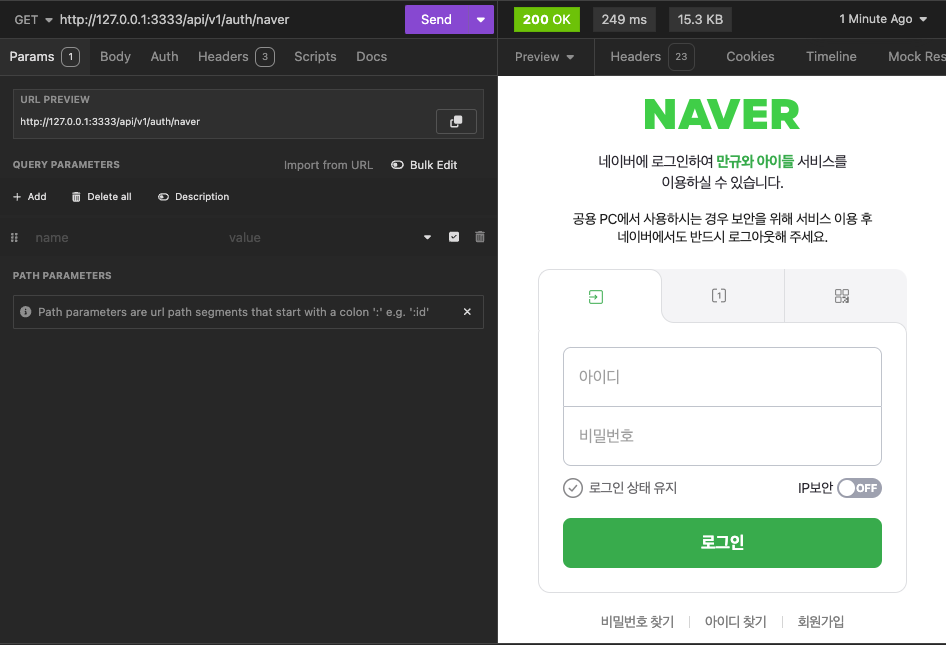 GET http://127.0.0.1:3333/api/v1/auth/naver Send
Params 1 Body Auth Headers 3 Scripts Docs
URL PREVIEW
http://127.0.0.1:3333/api/v1/auth/naver
QUERY PARAMETERS Import from URL Bulk Edit
+ Add Delete all Description
name value
PATH PARAMETERS
Path parameters are url path segments that start with a colon ':' e.g. ':id'
200 OK 249 ms 15.3 KB 1 Minute Ago
Preview Headers 23 Cookies Timeline Mock Res
NAVER
네이버에 로그인하여 만규와 아이들 서비스를
이용하실 수 있습니다.
공용 PC에서 사용하시는 경우 보안을 위해 서비스 이용 후
네이버에서도 반드시 로그아웃해 주세요.
1
아이디
비밀번호
로그인 상태 유지 IP보안 OFF
로그인
비밀번호 찾기 | 아이디 찾기 | 회원가입